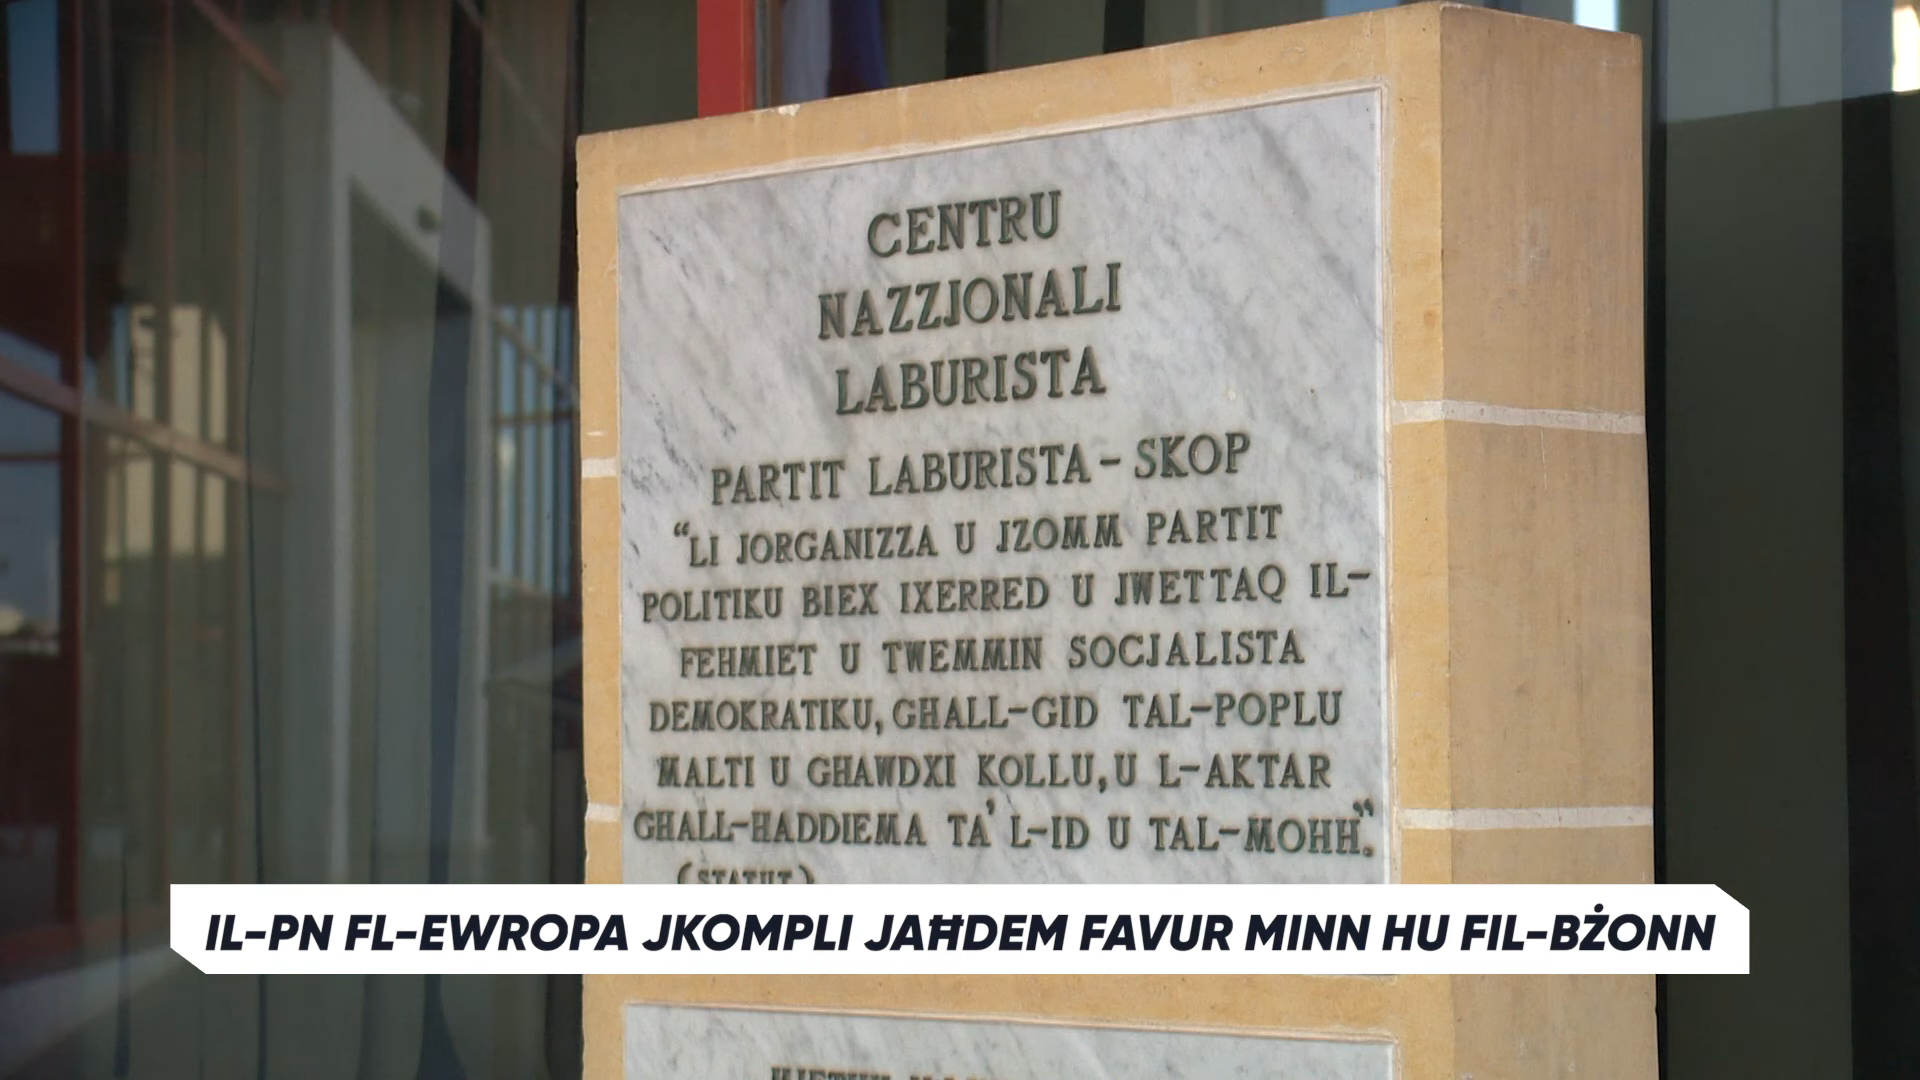 CENTRU
NAZZJONALI
LABURISTA
PARTIT LABURISTA - SKOP
“LI JORGANIZZA U JZOMM PARTIT
POLITIKU BIEX IXERRED U JWETTAQ IL-
FEHMIET U TWEMMIN SOCJALISTA
DEMOKRATIKU, GHALL-GID TAL-POPLU
MALTI U GHAWDXI KOLLU, U L-AKTAR
GHALL-HADDIEMA TA' L-ID U TAL-MOHH.”
(STATUT)
IL-PN FL-EWROPA JKOMPLI JAĦDEM FAVUR MINN HU FIL-BŻONN